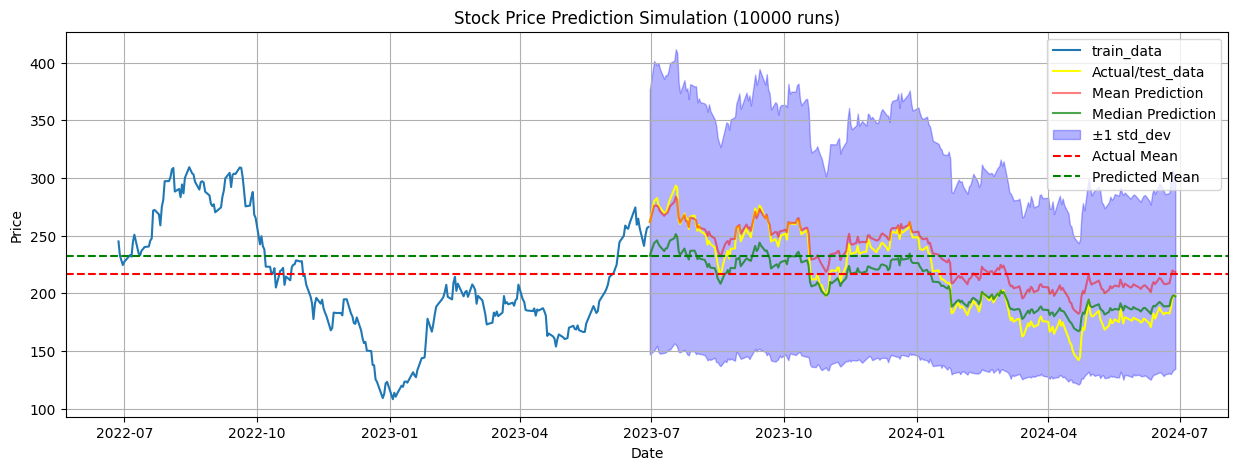 Stock Price Prediction Simulation (10000 runs)
Price
400
350
300
250
200
150
100
train_data
Actual/test_data
Mean Prediction
Median Prediction
±1 std_dev
Actual Mean
Predicted Mean
2022-07
2022-10
2023-01
2023-04
2023-07
2023-10
2024-01
2024-04
2024-07
Date